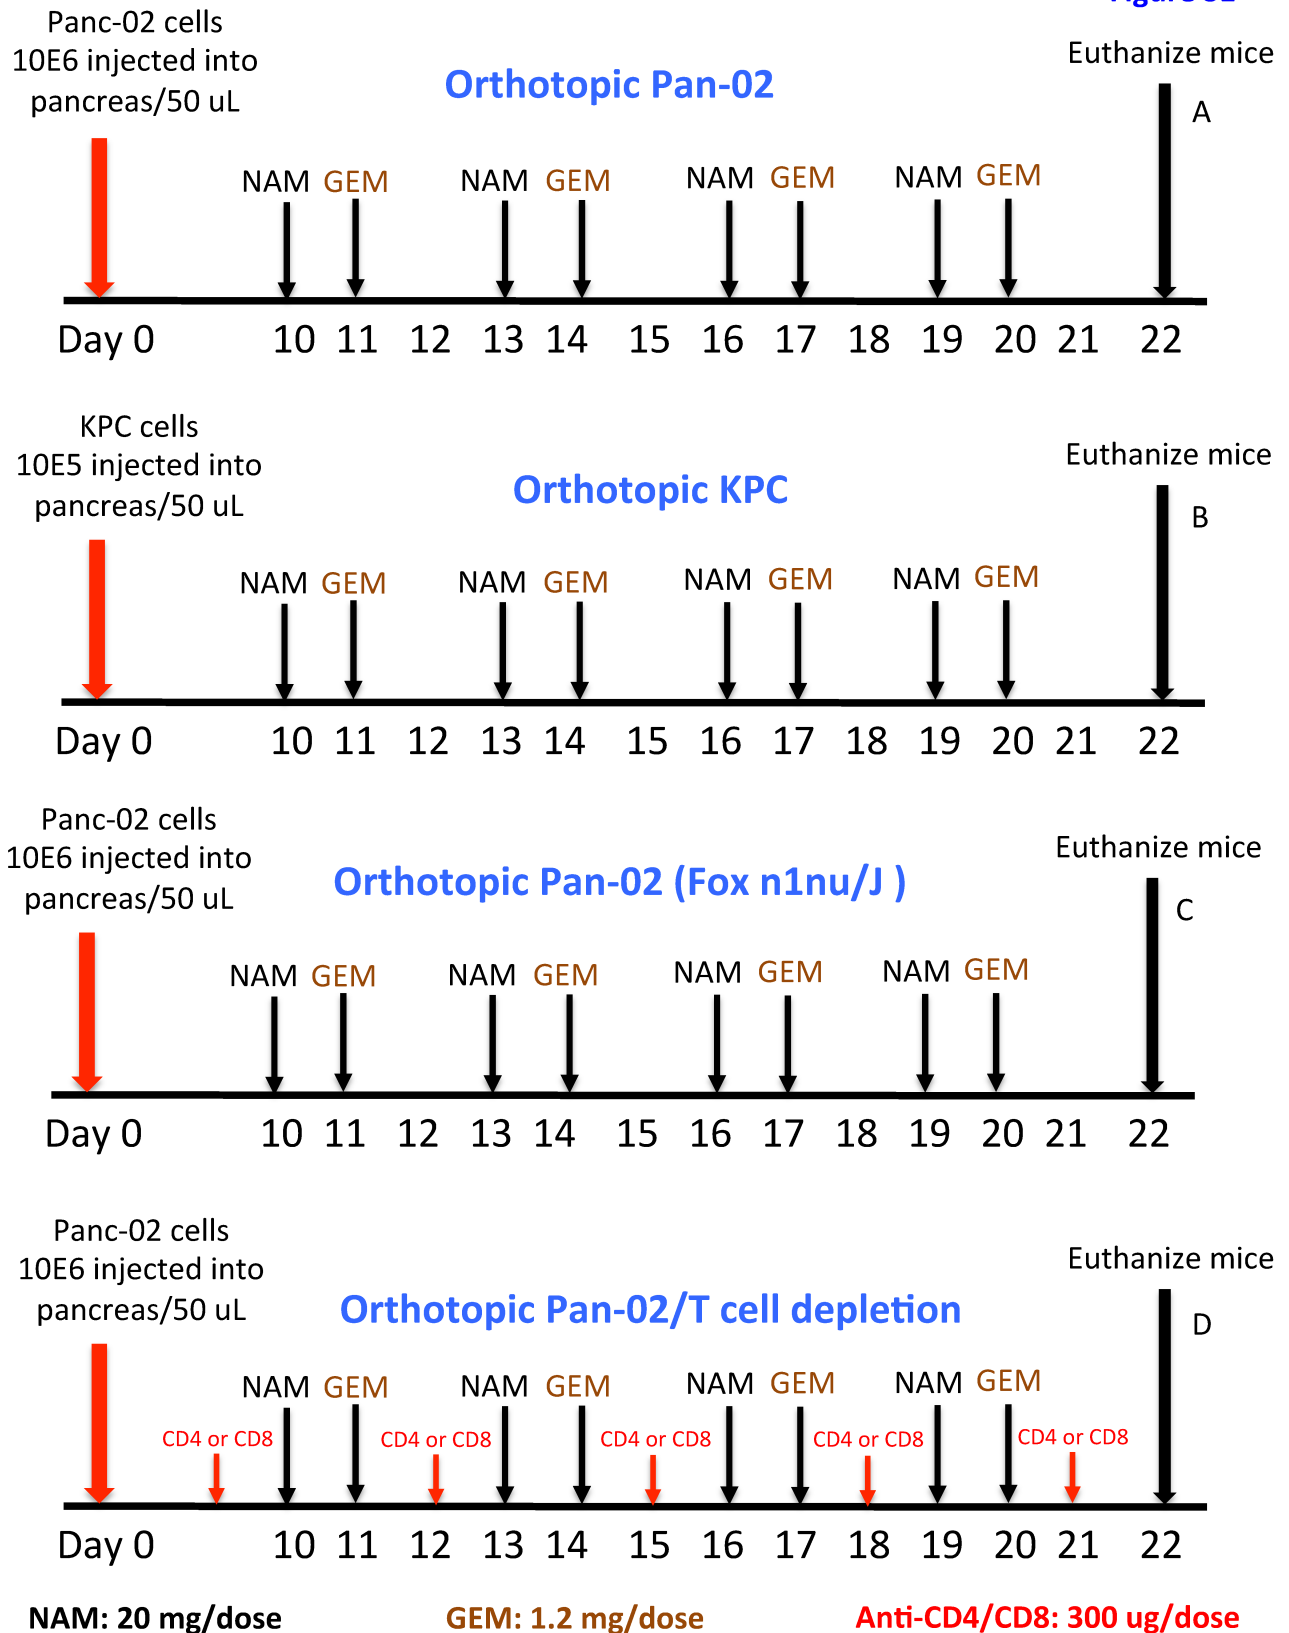 Panc-02 cells
10E6 injected into
pancreas/50 uL
Orthotopic Pan-02
Euthanize mice
A
NAM GEM NAM GEM NAM GEM NAM GEM
Day 0 10 11 12 13 14 15 16 17 18 19 20 21 22
KPC cells
10E5 injected into
pancreas/50 uL
Orthotopic KPC
Euthanize mice
B
NAM GEM NAM GEM NAM GEM NAM GEM
Day 0 10 11 12 13 14 15 16 17 18 19 20 21 22
Panc-02 cells
10E6 injected into
pancreas/50 uL
Orthotopic Pan-02 (Fox n1nu/J )
Euthanize mice
C
NAM GEM NAM GEM NAM GEM NAM GEM
Day 0 10 11 12 13 14 15 16 17 18 19 20 21 22
Panc-02 cells
10E6 injected into
pancreas/50 uL
Orthotopic Pan-02/T cell depletion
Euthanize mice
D
NAM GEM NAM GEM NAM GEM NAM GEM
CD4 or CD8 CD4 or CD8 CD4 or CD8 CD4 or CD8 CD4 or CD8
Day 0 10 11 12 13 14 15 16 17 18 19 20 21 22
NAM: 20 mg/dose GEM: 1.2 mg/dose Anti-CD4/CD8: 300 ug/dose